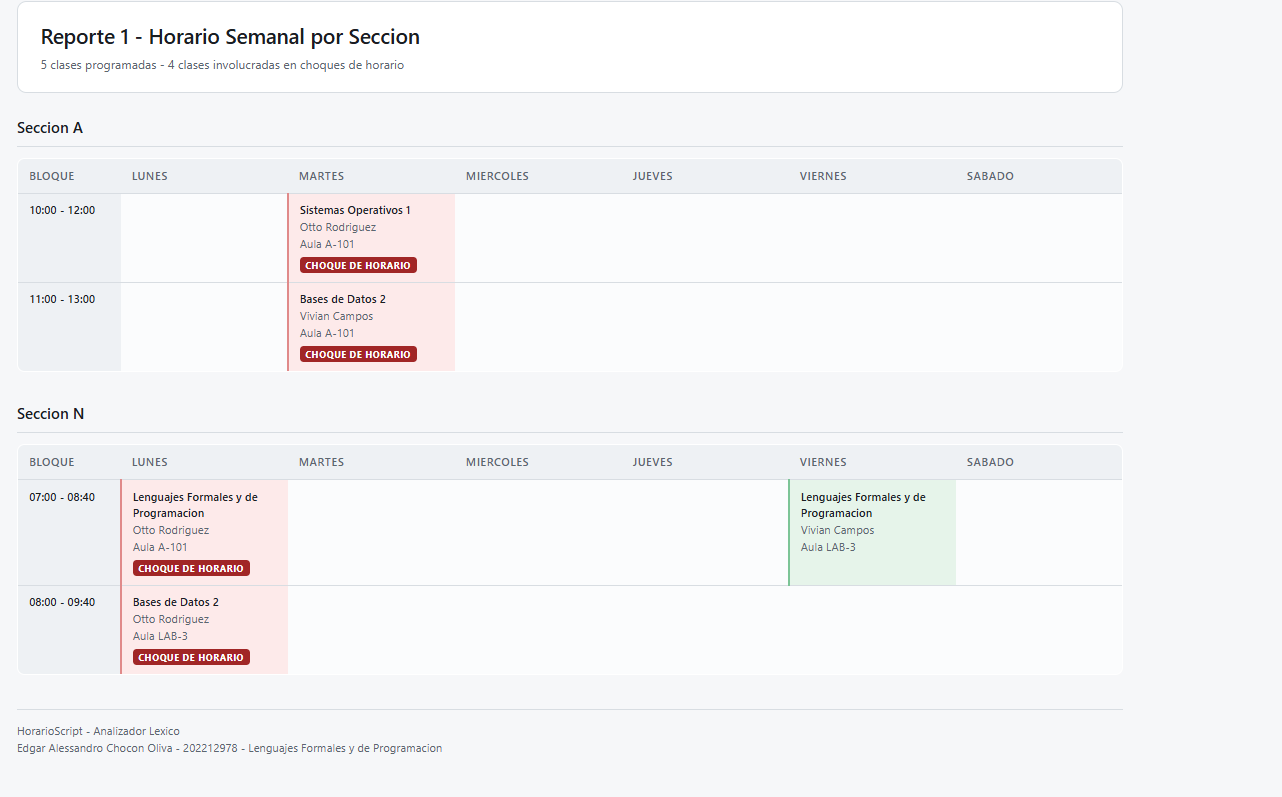 Reporte 1 - Horario Semanal por Seccion
5 clases programadas - 4 clases involucradas en choques de horario
Seccion A
BLOQUE LUNES MARTES MIERCOLES JUEVES VIERNES SABADO
10:00 - 12:00 Sistemas Operativos 1
Otto Rodriguez
Aula A-101
CHOQUE DE HORARIO
11:00 - 13:00 Bases de Datos 2
Vivian Campos
Aula A-101
CHOQUE DE HORARIO
Seccion N
BLOQUE LUNES MARTES MIERCOLES JUEVES VIERNES SABADO
07:00 - 08:40 Lenguajes Formales y de Lenguajes Formales y de
Programacion Programacion
Otto Rodriguez Vivian Campos
Aula A-101 Aula LAB-3
CHOQUE DE HORARIO
08:00 - 09:40 Bases de Datos 2
Otto Rodriguez
Aula LAB-3
CHOQUE DE HORARIO
HorarioScript - Analizador Lexico
Edgar Alessandro Chocon Oliva - 202212978 - Lenguajes Formales y de Programacion